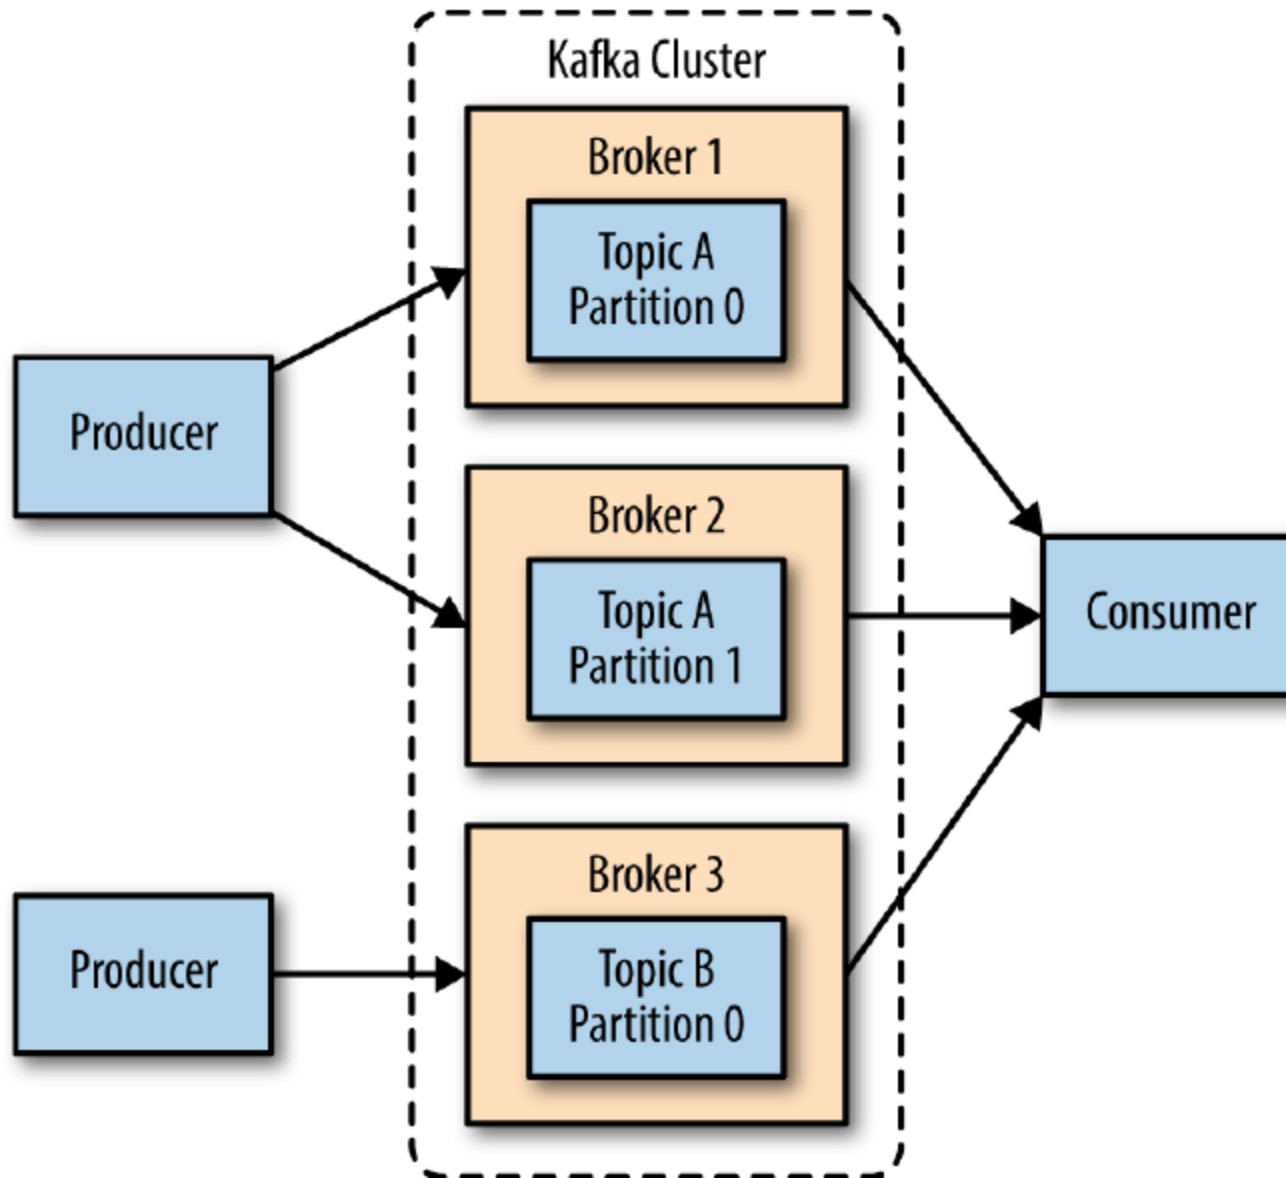 Kafka Cluster
Broker 1
Topic A
Partition 0
Producer
Broker 2
Topic A
Partition 1
Consumer
Broker 3
Producer
Topic B
Partition 0